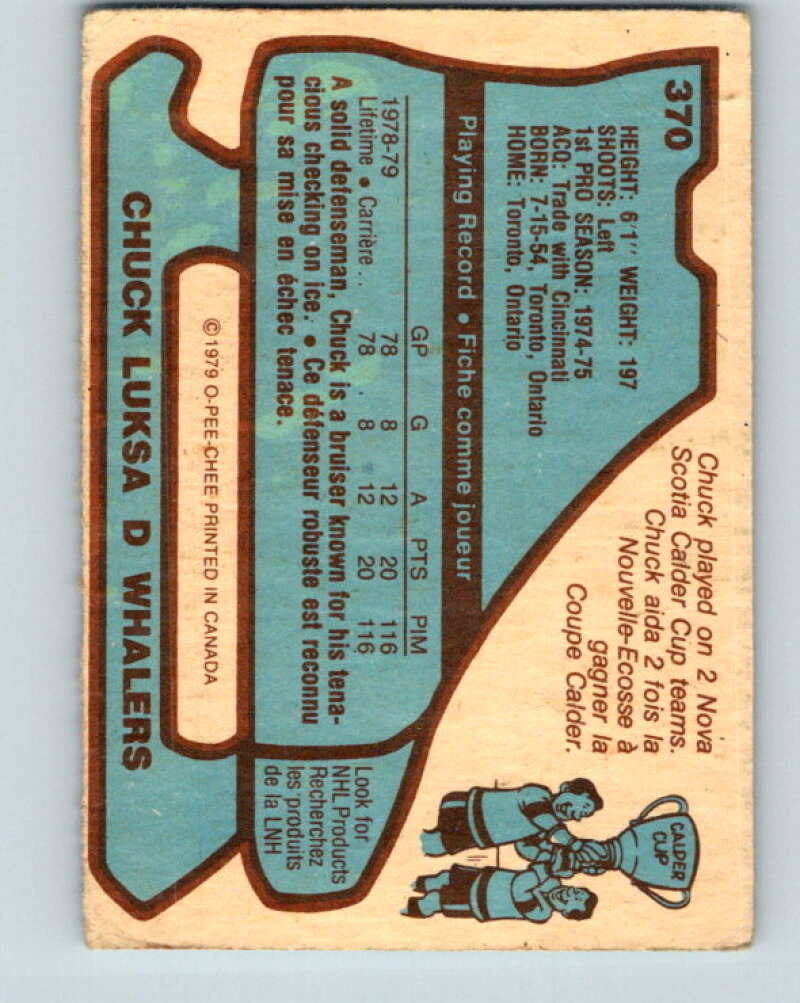 370
HEIGHT: 6'1" WEIGHT: 197
SHOOTS: Left
1st PRO SEASON: 1974-75
ACQ: Trade with Cincinnati
BORN: 7-15-54, Toronto, Ontario
HOME: Toronto, Ontario
Chuck played on 2 Nova
Scotia Calder Cup teams.
Chuck aida 2 fois la
Nouvelle-Ecosse à
gagner la
Coupe Calder.
CALDER
CUP
Playing Record • Fiche comme joueur
GP G A PTS PIM
1978-79 78 8 12 20 116
Lifetime • Carrière... 78 8 12 20 116
A solid defenseman, Chuck is a bruiser known for his tena-
cious checking on ice. • Ce défenseur robuste est reconnu
pour sa mise en échec tenace.
Look for
NHL Products
Recherchez
les produits
de la LNH
©1979 O-PEE-CHEE PRINTED IN CANADA
CHUCK LUKSA D WHALERS